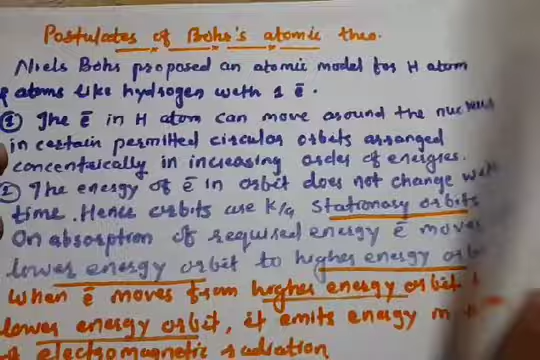 Postulates of Bohr's atomic theo.
Niels Bohr proposed an atomic model for H atom
atoms like hydrogen with 1 ē.
① The ē in H atom can move around the nucleus
in certain permitted circular orbits arranged
concentrically in increasing order of energies.
② The energy of ē in orbit does not change with
time. Hence orbits are K/a stationary orbits
On absorption of required energy ē moves
lower energy orbit to higher energy
When ē moves from higher energy orbit
lower energy orbit, it emits energy
of electromagnetic radiation